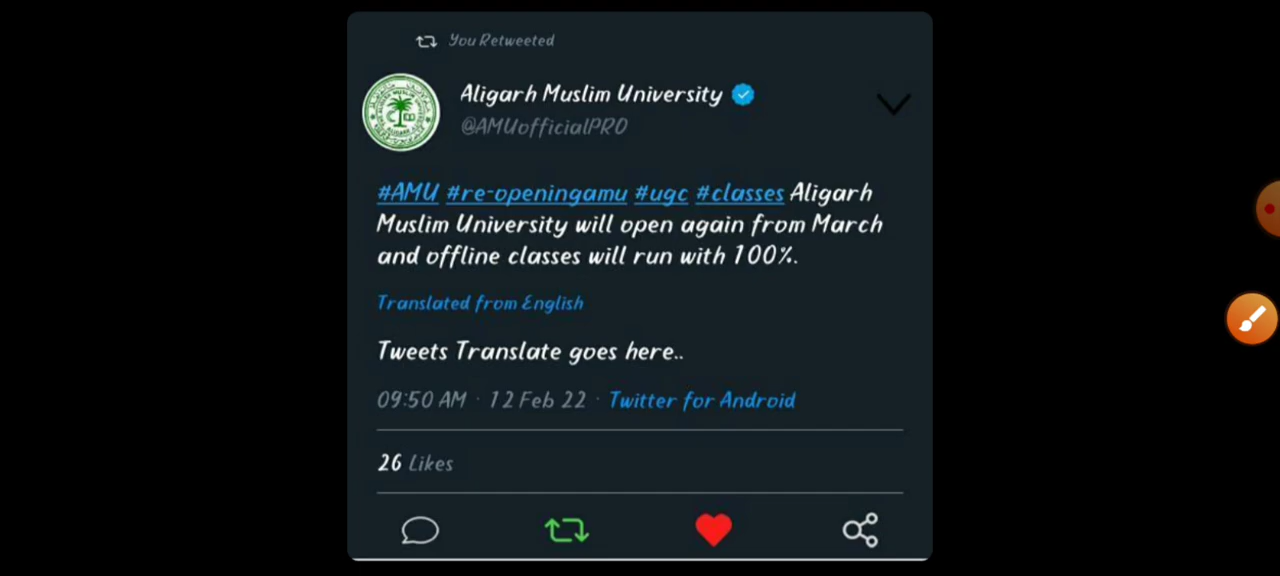 You Retweeted
Aligarh Muslim University
@AMUofficialPRO
#AMU #re-openingamu #ugc #classes Aligarh
Muslim University will open again from March
and offline classes will run with 100%.
Translated from English
Tweets Translate goes here..
09:50 AM · 12 Feb 22 · Twitter for Android
26 Likes